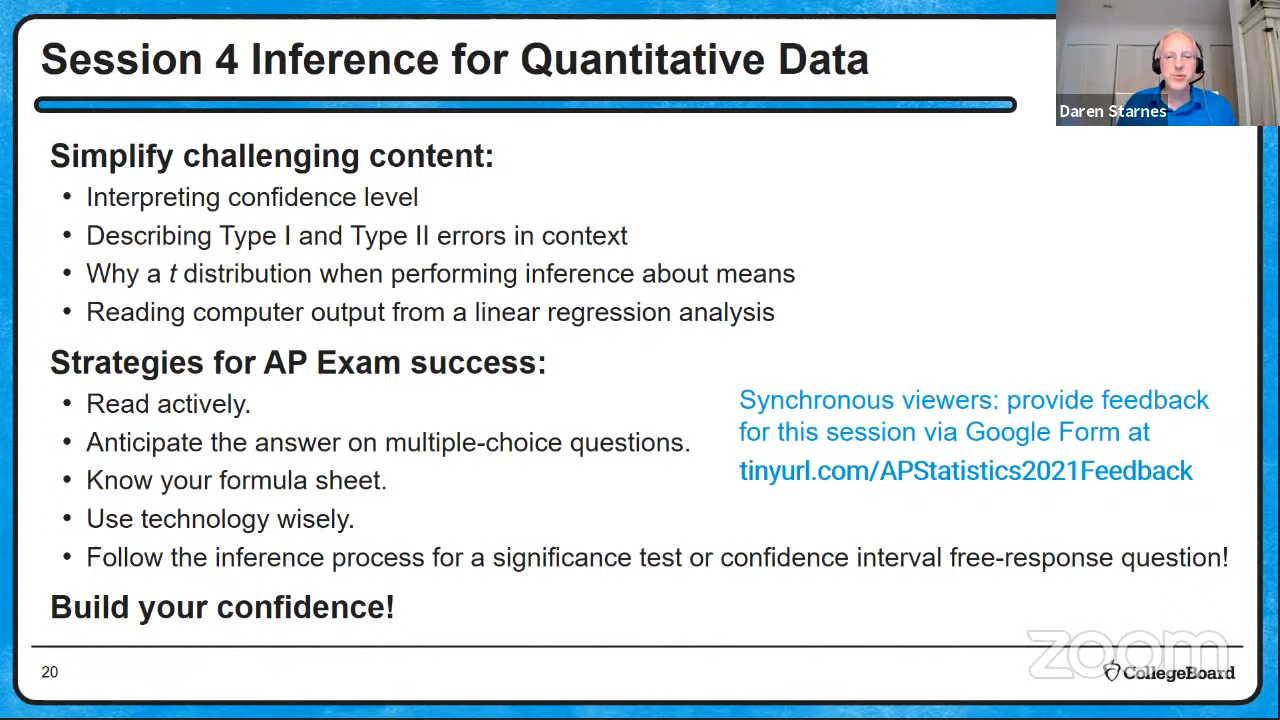 Session 4 Inference for Quantitative Data
Daren Starnes
Simplify challenging content:
• Interpreting confidence level
• Describing Type I and Type II errors in context
• Why a t distribution when performing inference about means
• Reading computer output from a linear regression analysis
Strategies for AP Exam success:
• Read actively.
• Anticipate the answer on multiple-choice questions.
• Know your formula sheet.
• Use technology wisely.
• Follow the inference process for a significance test or confidence interval free-response question!
Synchronous viewers: provide feedback
for this session via Google Form at
tinyurl.com/APStatistics2021Feedback
Build your confidence!
zoom
20
CollegeBoard